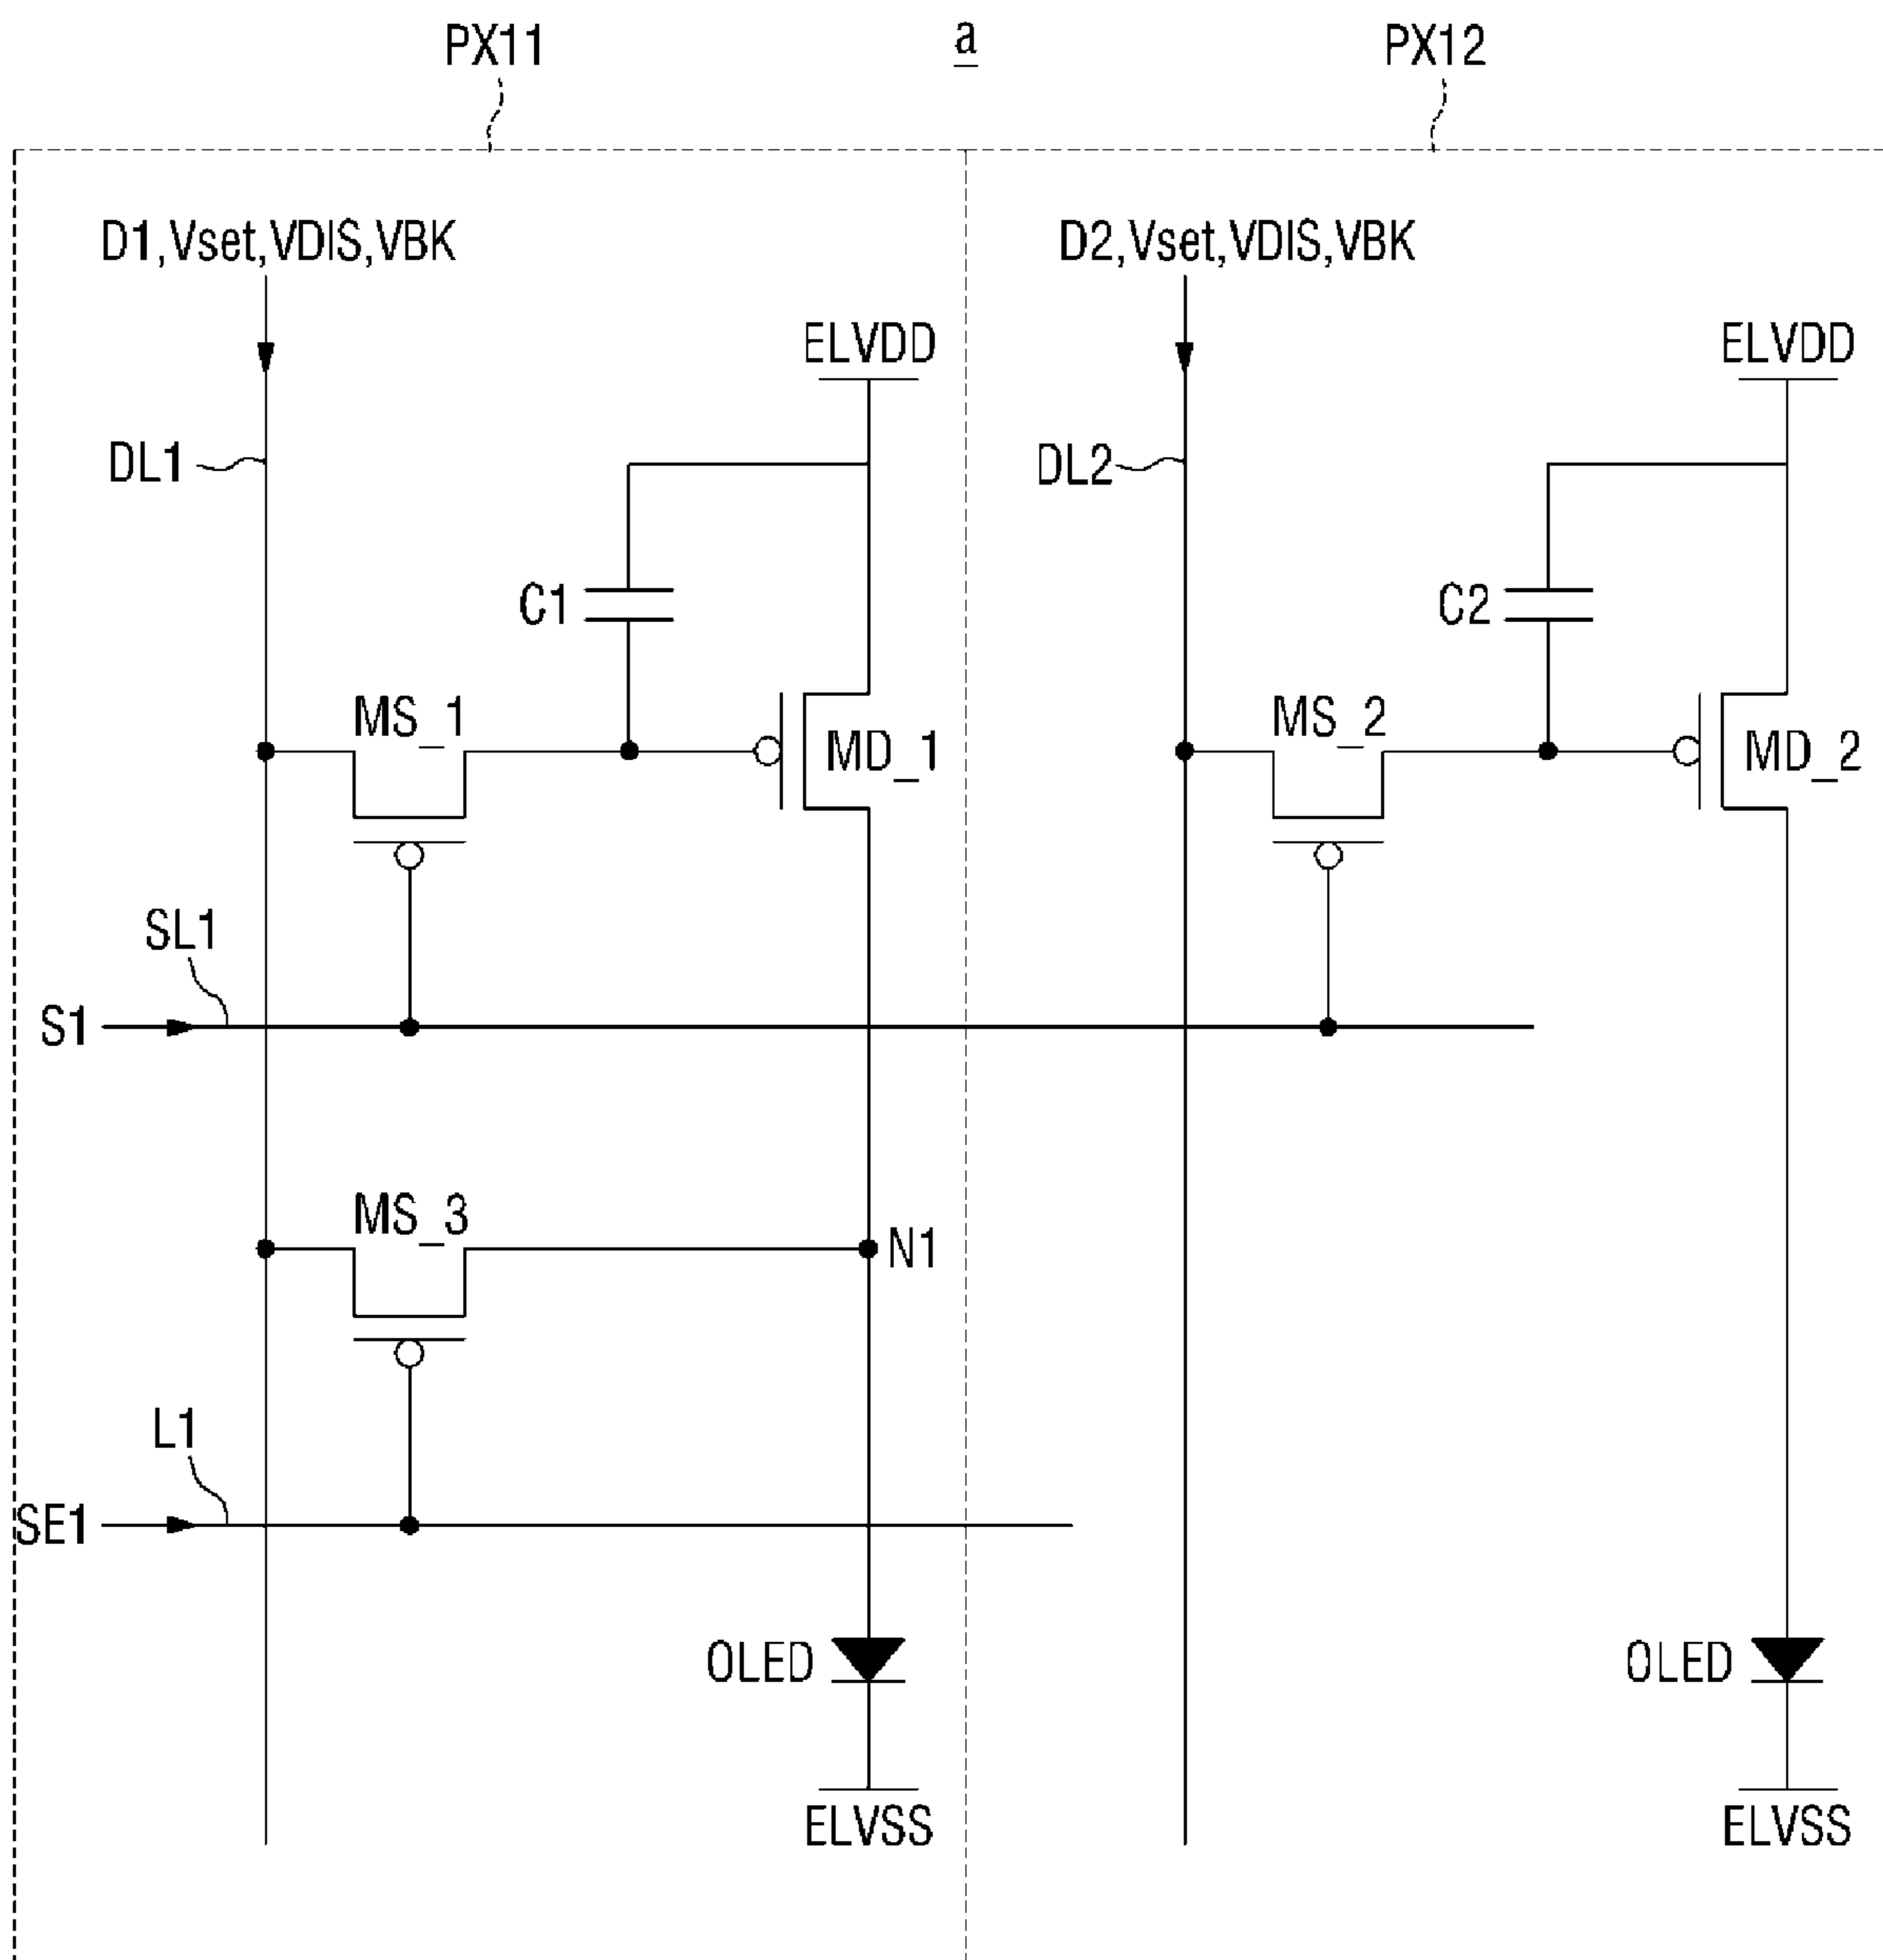 PX11
a
PX12
D1,Vset,VDIS,VBK
D2,Vset,VDIS,VBK
ELVDD
ELVDD
DL1
DL2
C1
C2
MS_1
MD_1
MS_2
MD_2
SL1
S1
MS_3
N1
L1
SE1
OLED
OLED
ELVSS
ELVSS